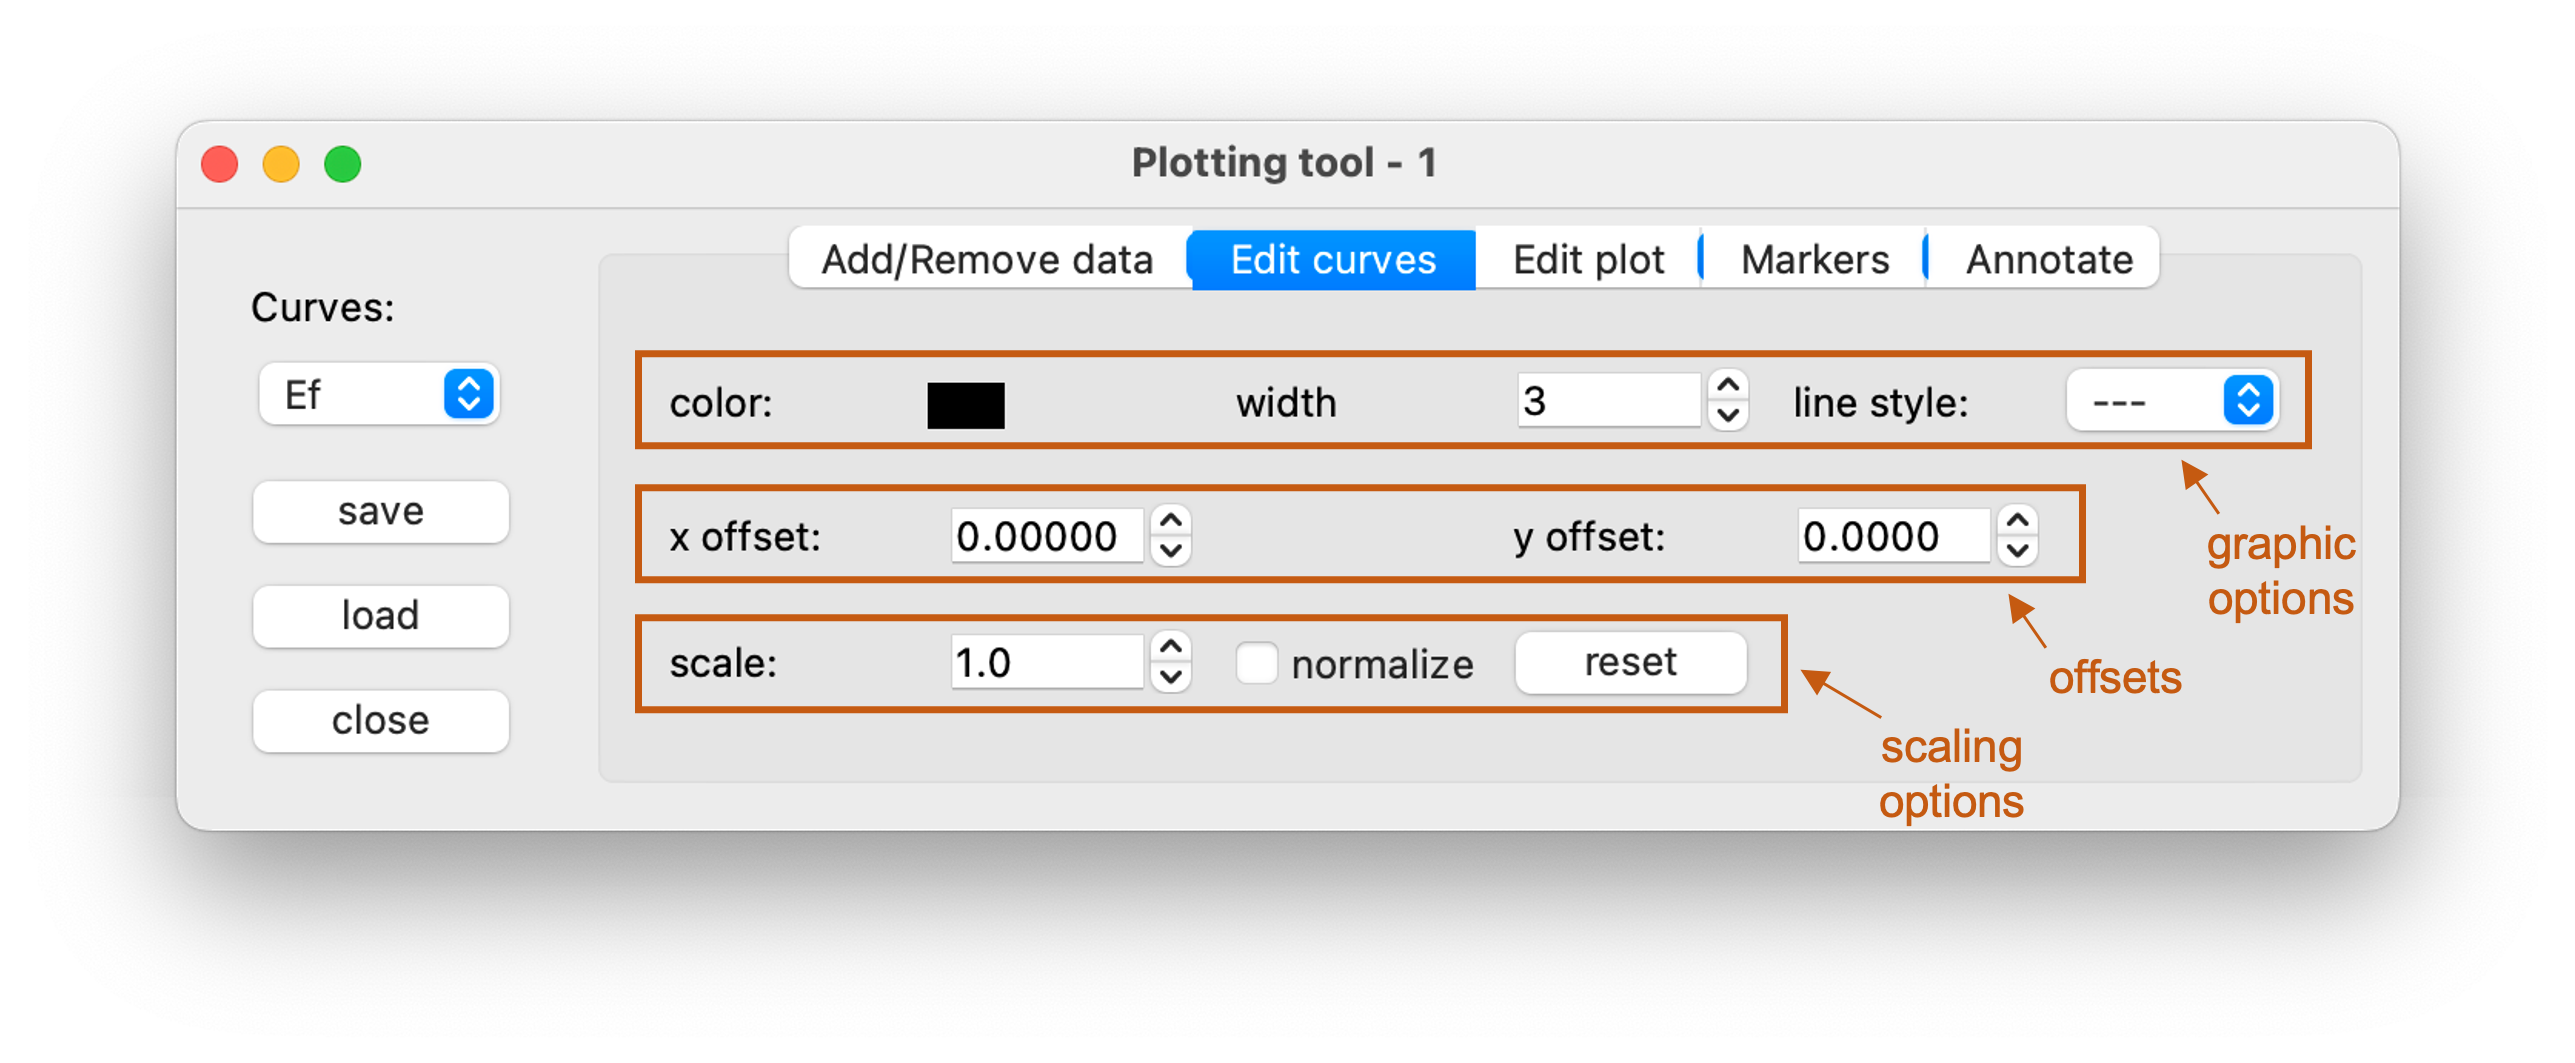 Plotting tool - 1
Add/Remove data Edit curves Edit plot Markers Annotate
Curves:
Ef
save
load
close
color: width 3 line style: ---
x offset: 0.00000 y offset: 0.0000
scale: 1.0 normalize reset
graphic
options
offsets
scaling
options